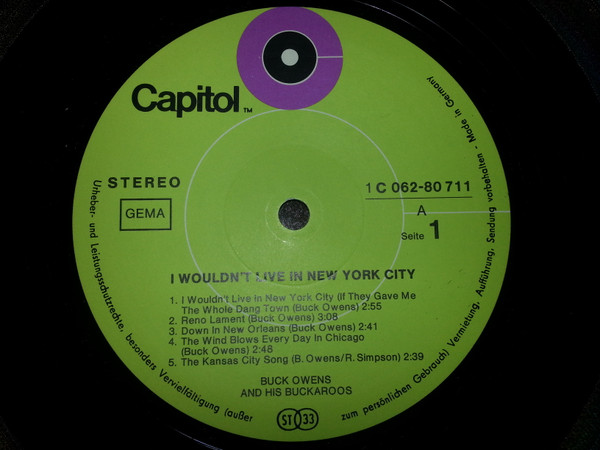 Capitol
TM
STEREO
GEMA
1 C 062-80 711
A
Seite 1
I WOULDN'T LIVE IN NEW YORK CITY
1. I Wouldn't Live In New York City (If They Gave Me
The Whole Dang Town) (Buck Owens) 2:55
2. Reno Lament (Buck Owens) 3:08
3. Down In New Orleans (Buck Owens) 2:41
4. The Wind Blows Every Day In Chicago
(Buck Owens) 2:48
5. The Kansas City Song (B. Owens/R. Simpson) 2:39
BUCK OWENS
AND HIS BUCKAROOS
ST 33
Urheber- und Leistungsschutzrechte, besonders Vervielfältigung (außer zum persönlichen Gebrauch) Vermietung, Aufführung, Sendung vorbehalten - Made in Germany